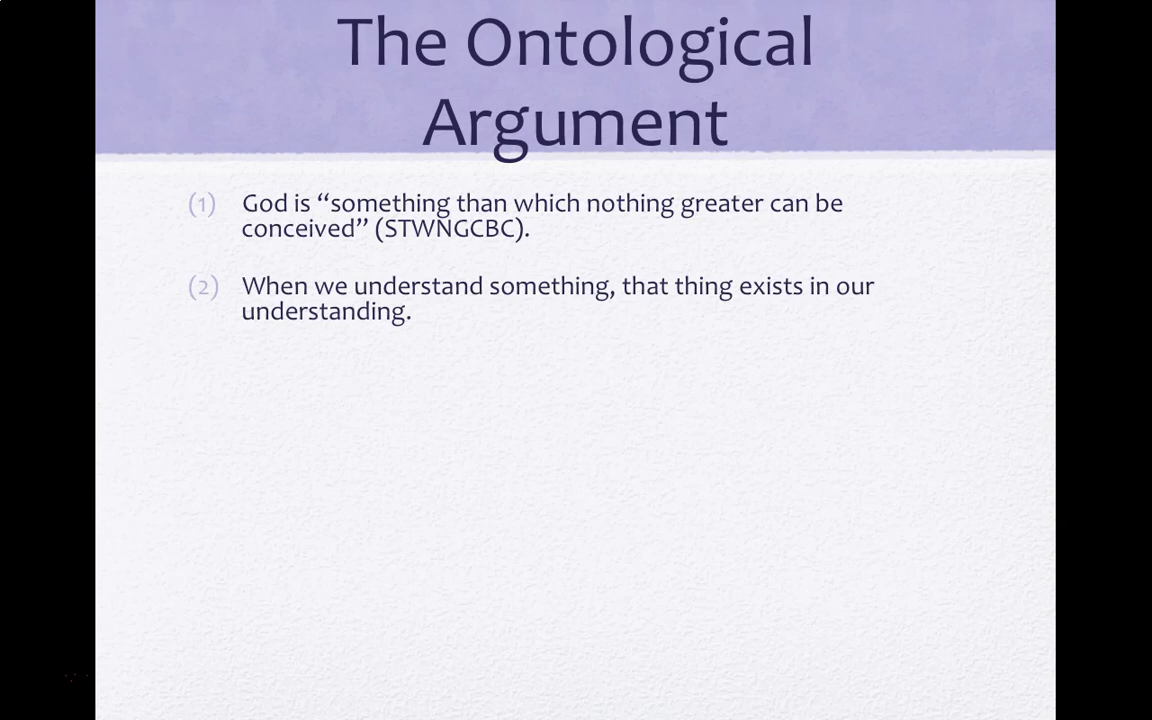 The Ontological
Argument
(1) God is “something than which nothing greater can be
conceived” (STWNGCBC).
(2) When we understand something, that thing exists in our
understanding.